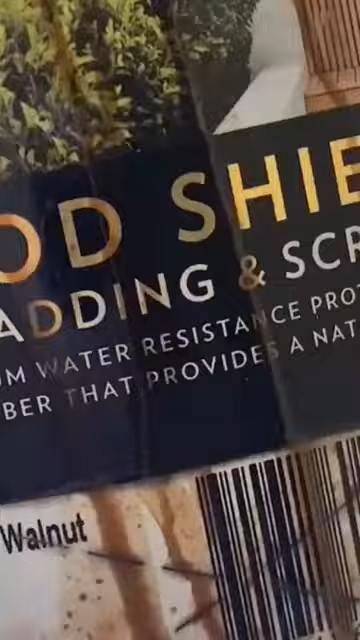 OD SHIE
ADDING & SCR
UM WATER RESISTANCE PROT
BER THAT PROVIDES A NAT
Walnut